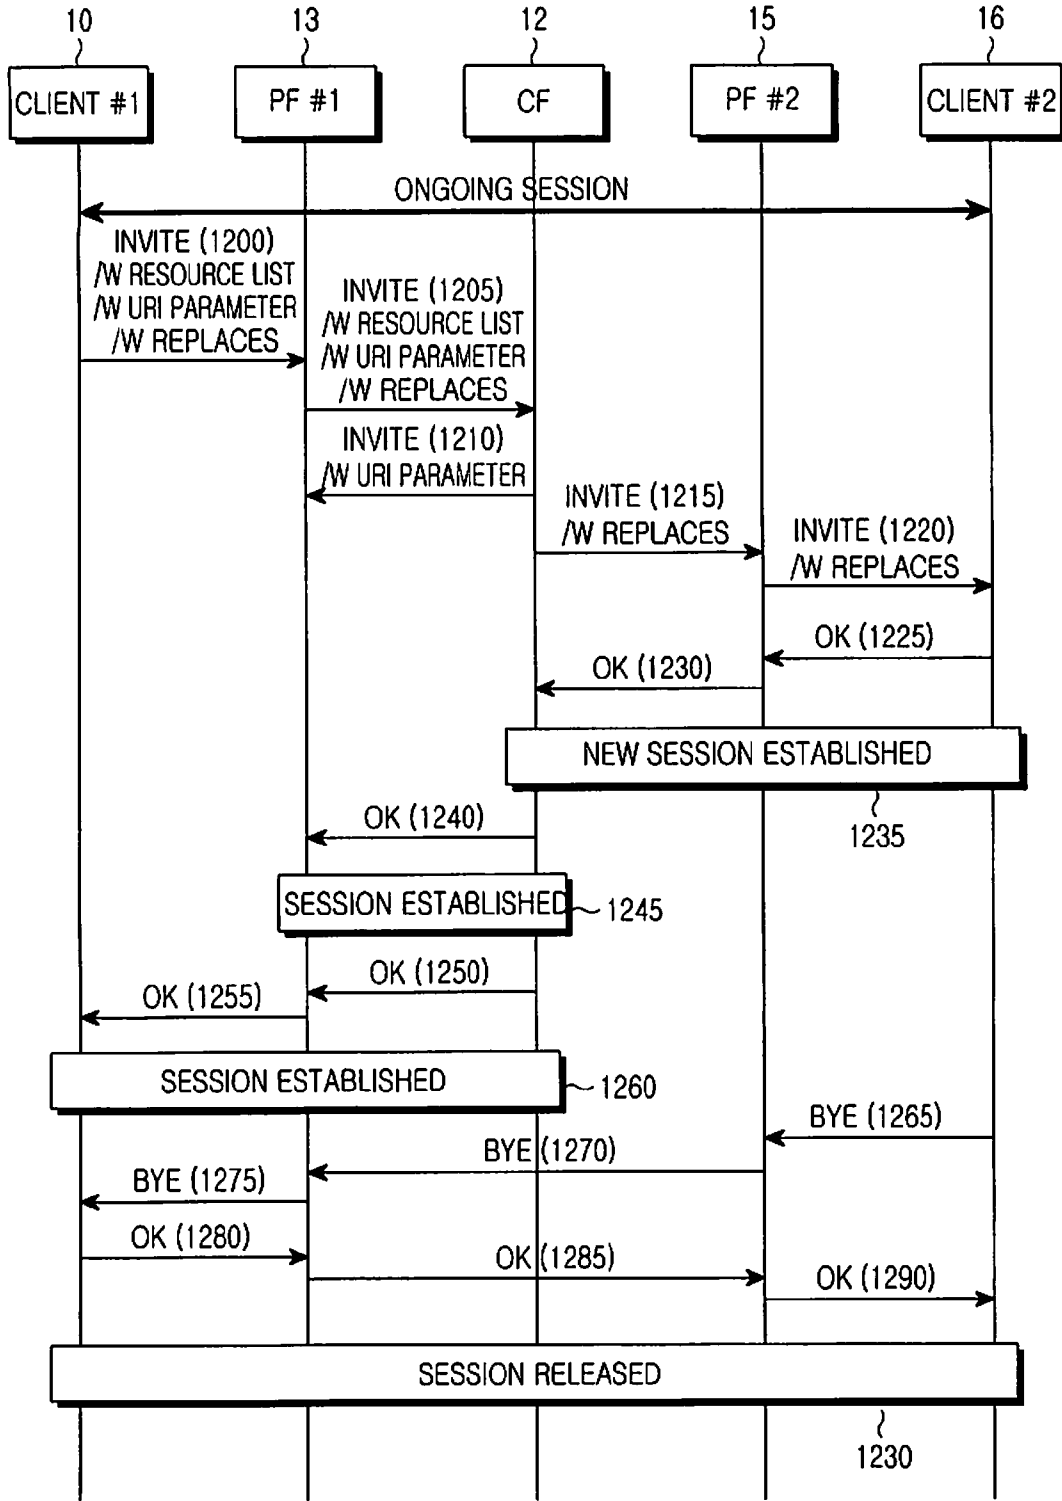 10 13 12 15 16
CLIENT #1 PF #1 CF PF #2 CLIENT #2
ONGOING SESSION
INVITE (1200)
/W RESOURCE LIST
/W URI PARAMETER
/W REPLACES
INVITE (1205)
/W RESOURCE LIST
/W URI PARAMETER
/W REPLACES
INVITE (1210)
/W URI PARAMETER
INVITE (1215)
/W REPLACES
INVITE (1220)
/W REPLACES
OK (1225)
OK (1230)
NEW SESSION ESTABLISHED
1235
OK (1240)
SESSION ESTABLISHED
1245
OK (1250)
OK (1255)
SESSION ESTABLISHED
1260
BYE (1265)
BYE (1270)
BYE (1275)
OK (1280)
OK (1285)
OK (1290)
SESSION RELEASED
1230